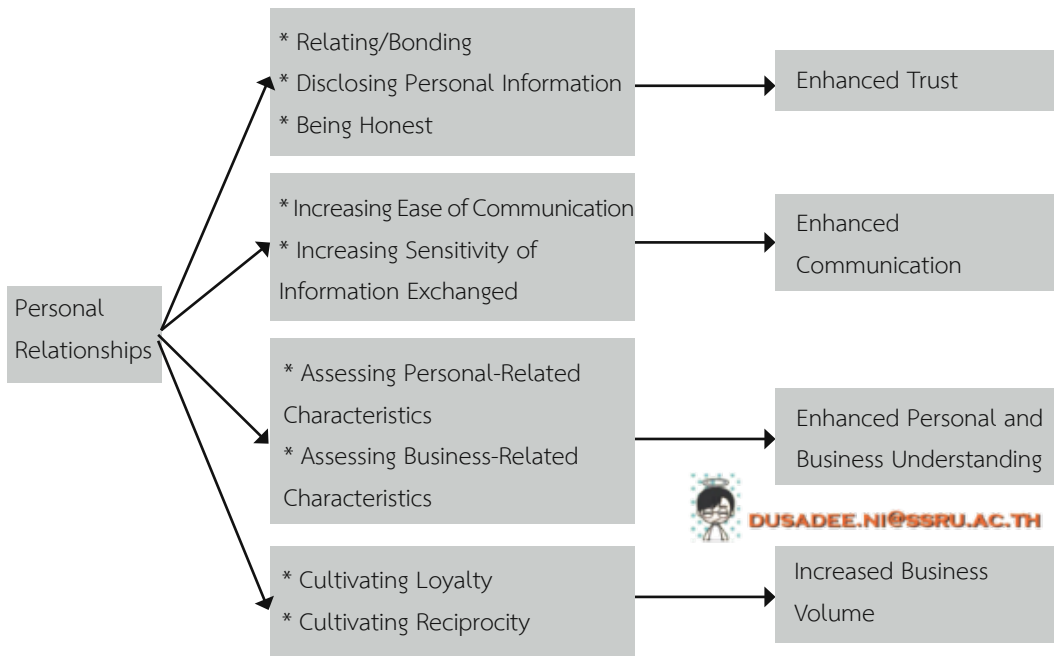 Personal
Relationships
* Relating/Bonding
* Disclosing Personal Information
* Being Honest
Enhanced Trust
* Increasing Ease of Communication
* Increasing Sensitivity of
Information Exchanged
Enhanced
Communication
* Assessing Personal-Related
Characteristics
* Assessing Business-Related
Characteristics
Enhanced Personal and
Business Understanding
DUSADEE.NI@SSRU.AC.TH
* Cultivating Loyalty
* Cultivating Reciprocity
Increased Business
Volume